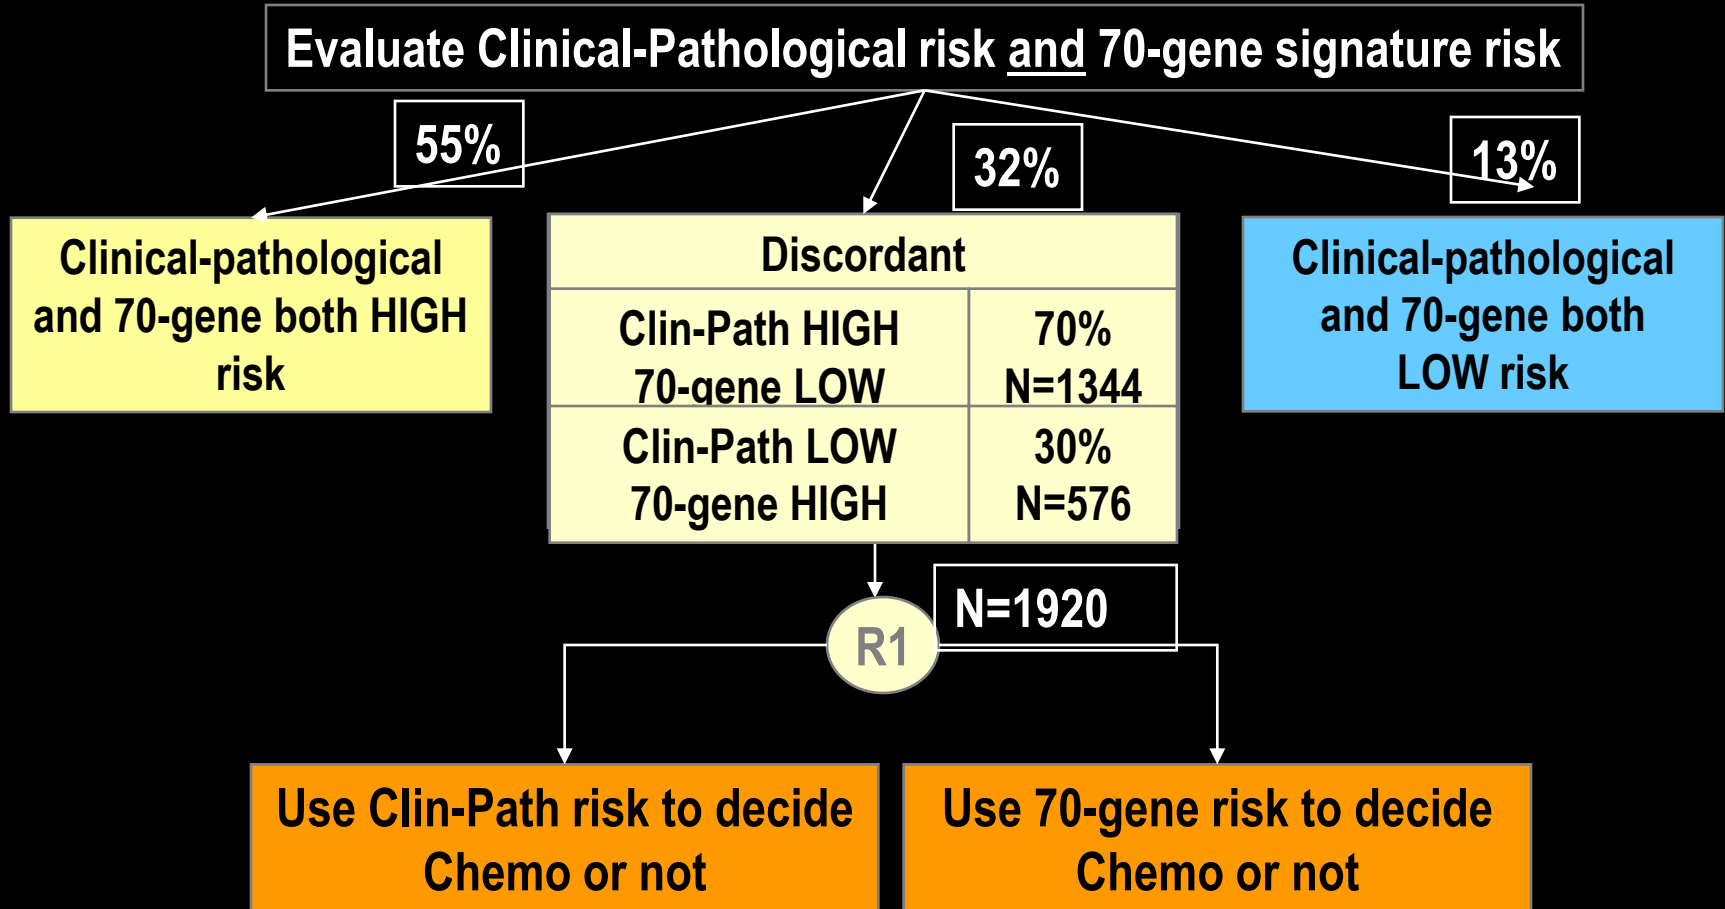 Evaluate Clinical-Pathological risk and 70-gene signature risk
55%
32%
13%
Clinical-pathological
and 70-gene both HIGH
risk
Discordant
Clin-Path HIGH
70-gene LOW
70%
N=1344
Clin-Path LOW
70-gene HIGH
30%
N=576
Clinical-pathological
and 70-gene both
LOW risk
R1
N=1920
Use Clin-Path risk to decide
Chemo or not
Use 70-gene risk to decide
Chemo or not